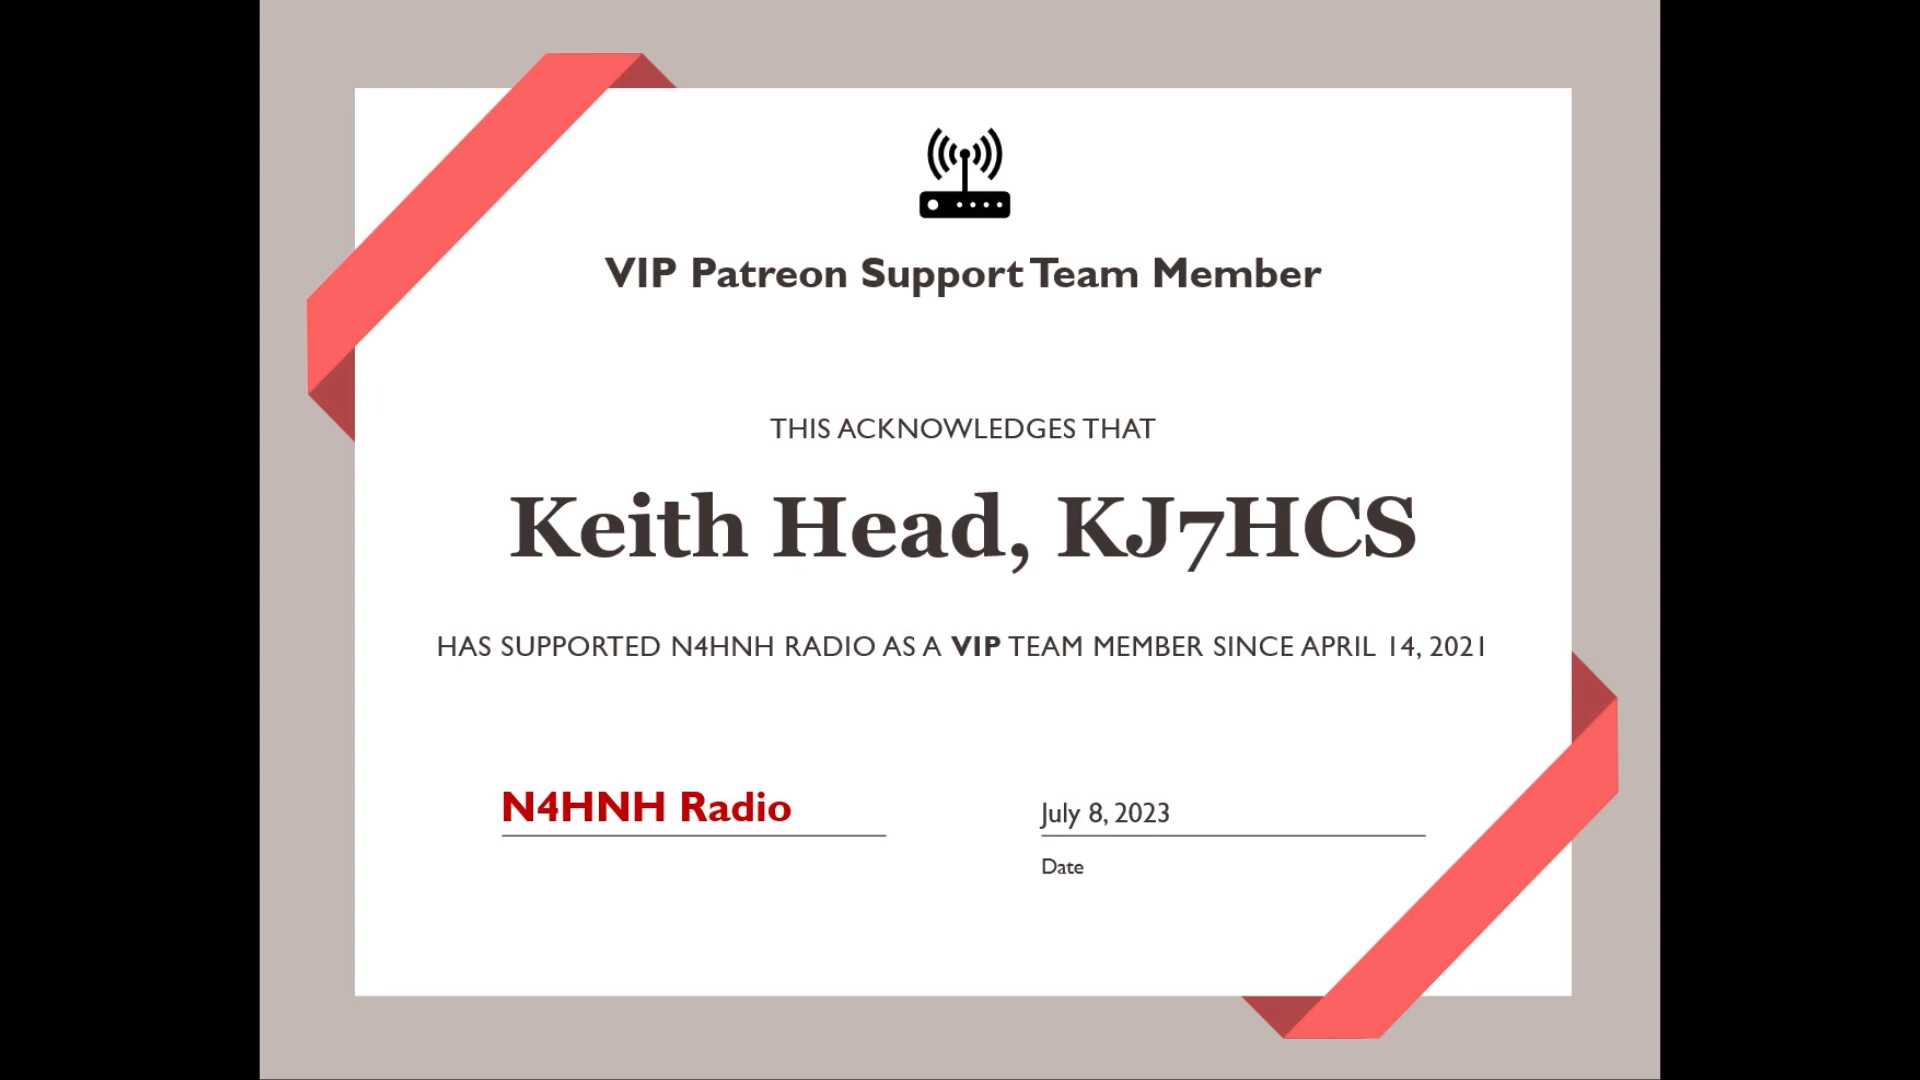 VIP Patreon Support Team Member
THIS ACKNOWLEDGES THAT
Keith Head, KJ7HCS
HAS SUPPORTED N4HNH RADIO AS A VIP TEAM MEMBER SINCE APRIL 14, 2021
N4HNH Radio
July 8, 2023
Date